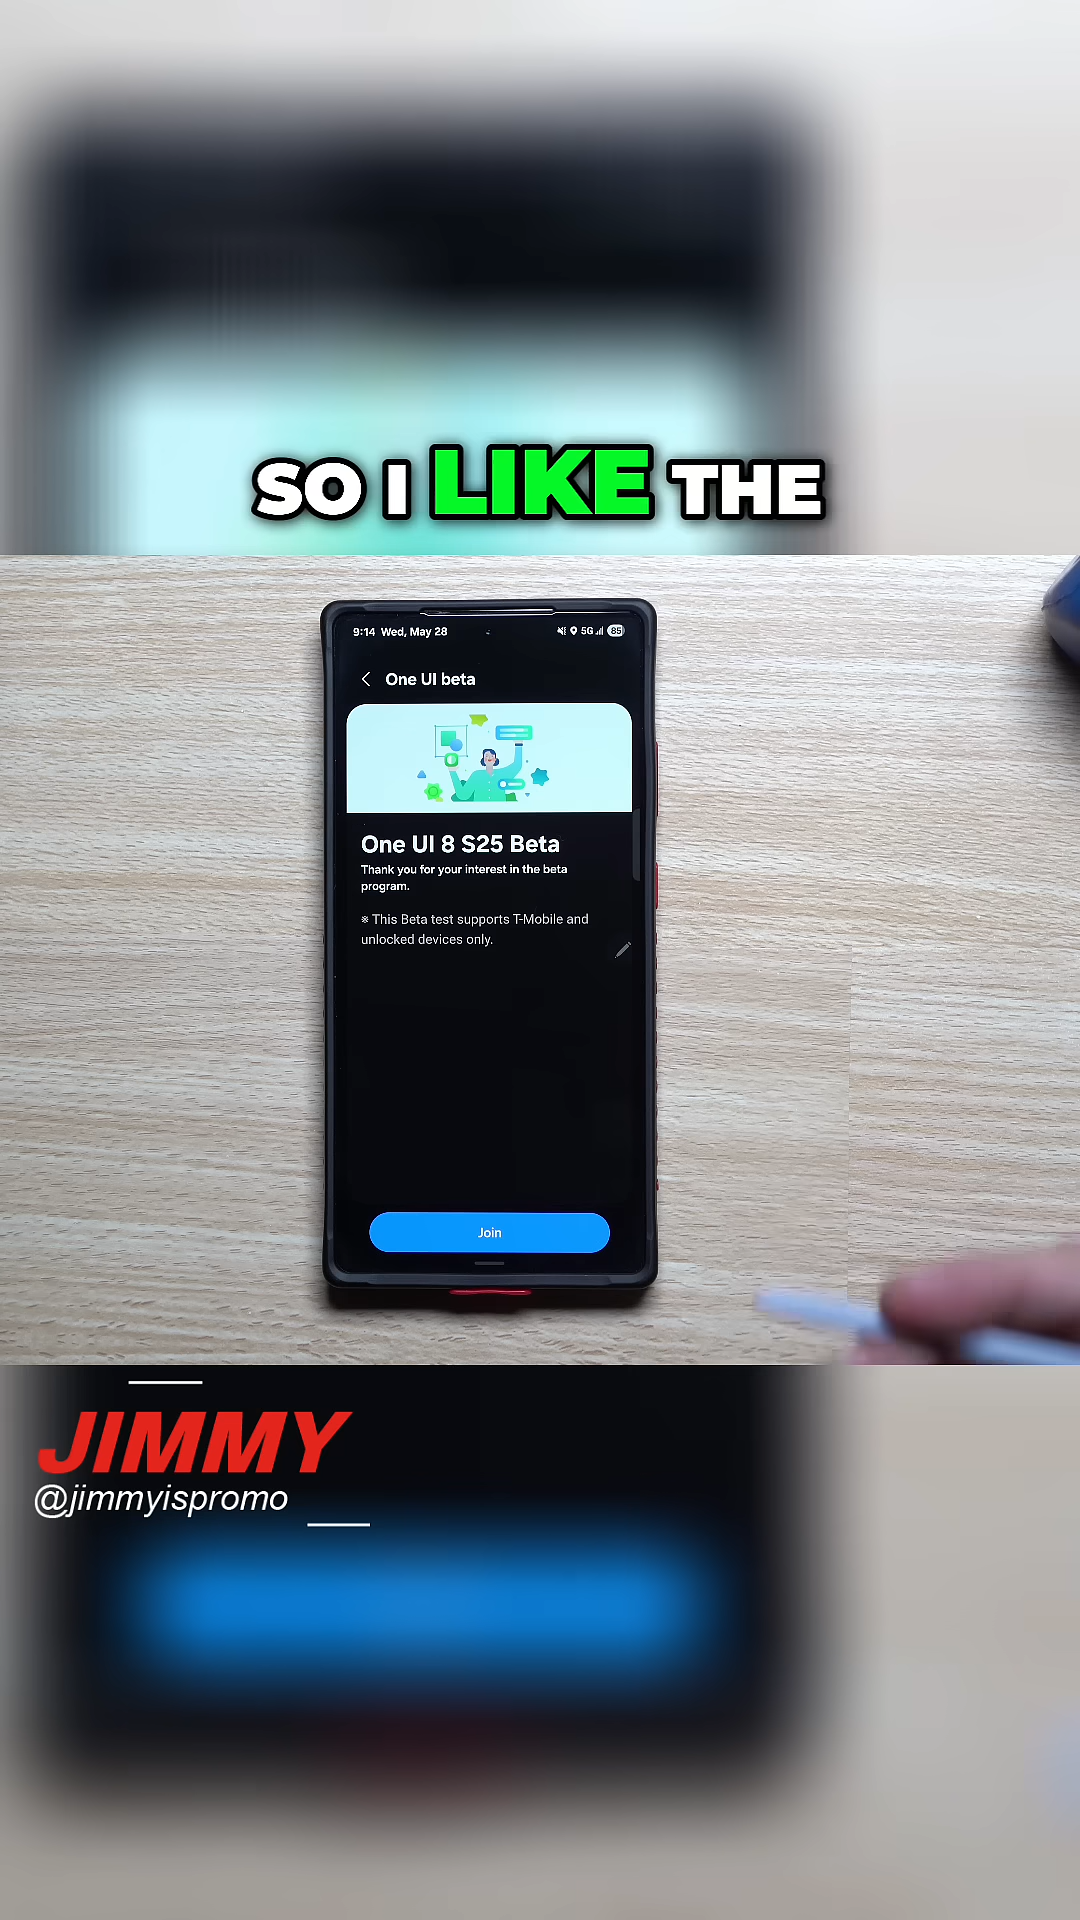 SO I LIKE THE
9:14 Wed, May 28
5G 85
One UI beta
One UI 8 S25 Beta
Thank you for your interest in the beta
program.
※ This Beta test supports T-Mobile and
unlocked devices only.
Join
JIMMY
@jimmyispromo